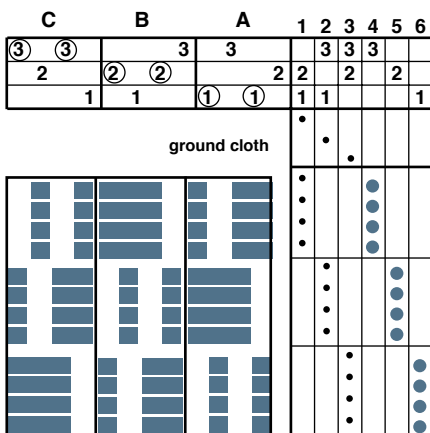 C B A 1 2 3 4 5 6
③ ③ 3 3 3 3 3
2 ② ② 2 2 2 2
1 1 ① ① 1 1 1
ground cloth